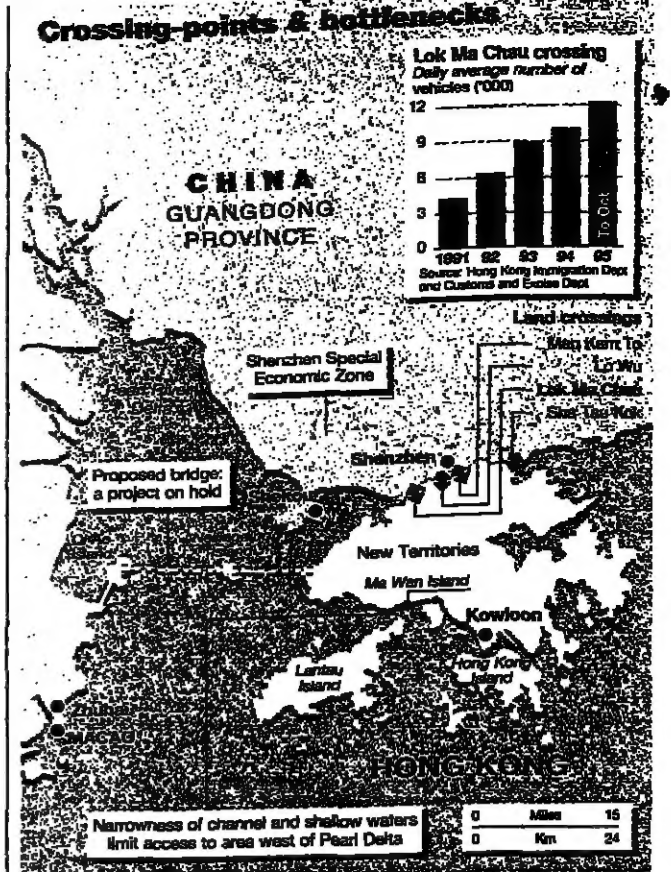 Crossing-points & bottlenecks
Lok Ma Chau crossing
Daily average number of
vehicles ('000)
12
9
6
3
0
1991 92 93 94 95
To Oct
Source: Hong Kong Immigration Dept
and Customs and Excise Dept
CHINA
GUANGDONG
PROVINCE
Land crossings
Man Kam To
Lo Wu
Lok Ma Chau
Sha Tau Kok
Shenzhen Special
Economic Zone
Shenzhen
Proposed bridge:
a project on hold
New Territories
Ma Wan Island
Kowloon
Lantau
Island
Hong Kong
Island
MACAU
HONG KONG
Narrowness of channel and shallow waters
limit access to area west of Pearl Delta
0 Miles 15
0 Km 24